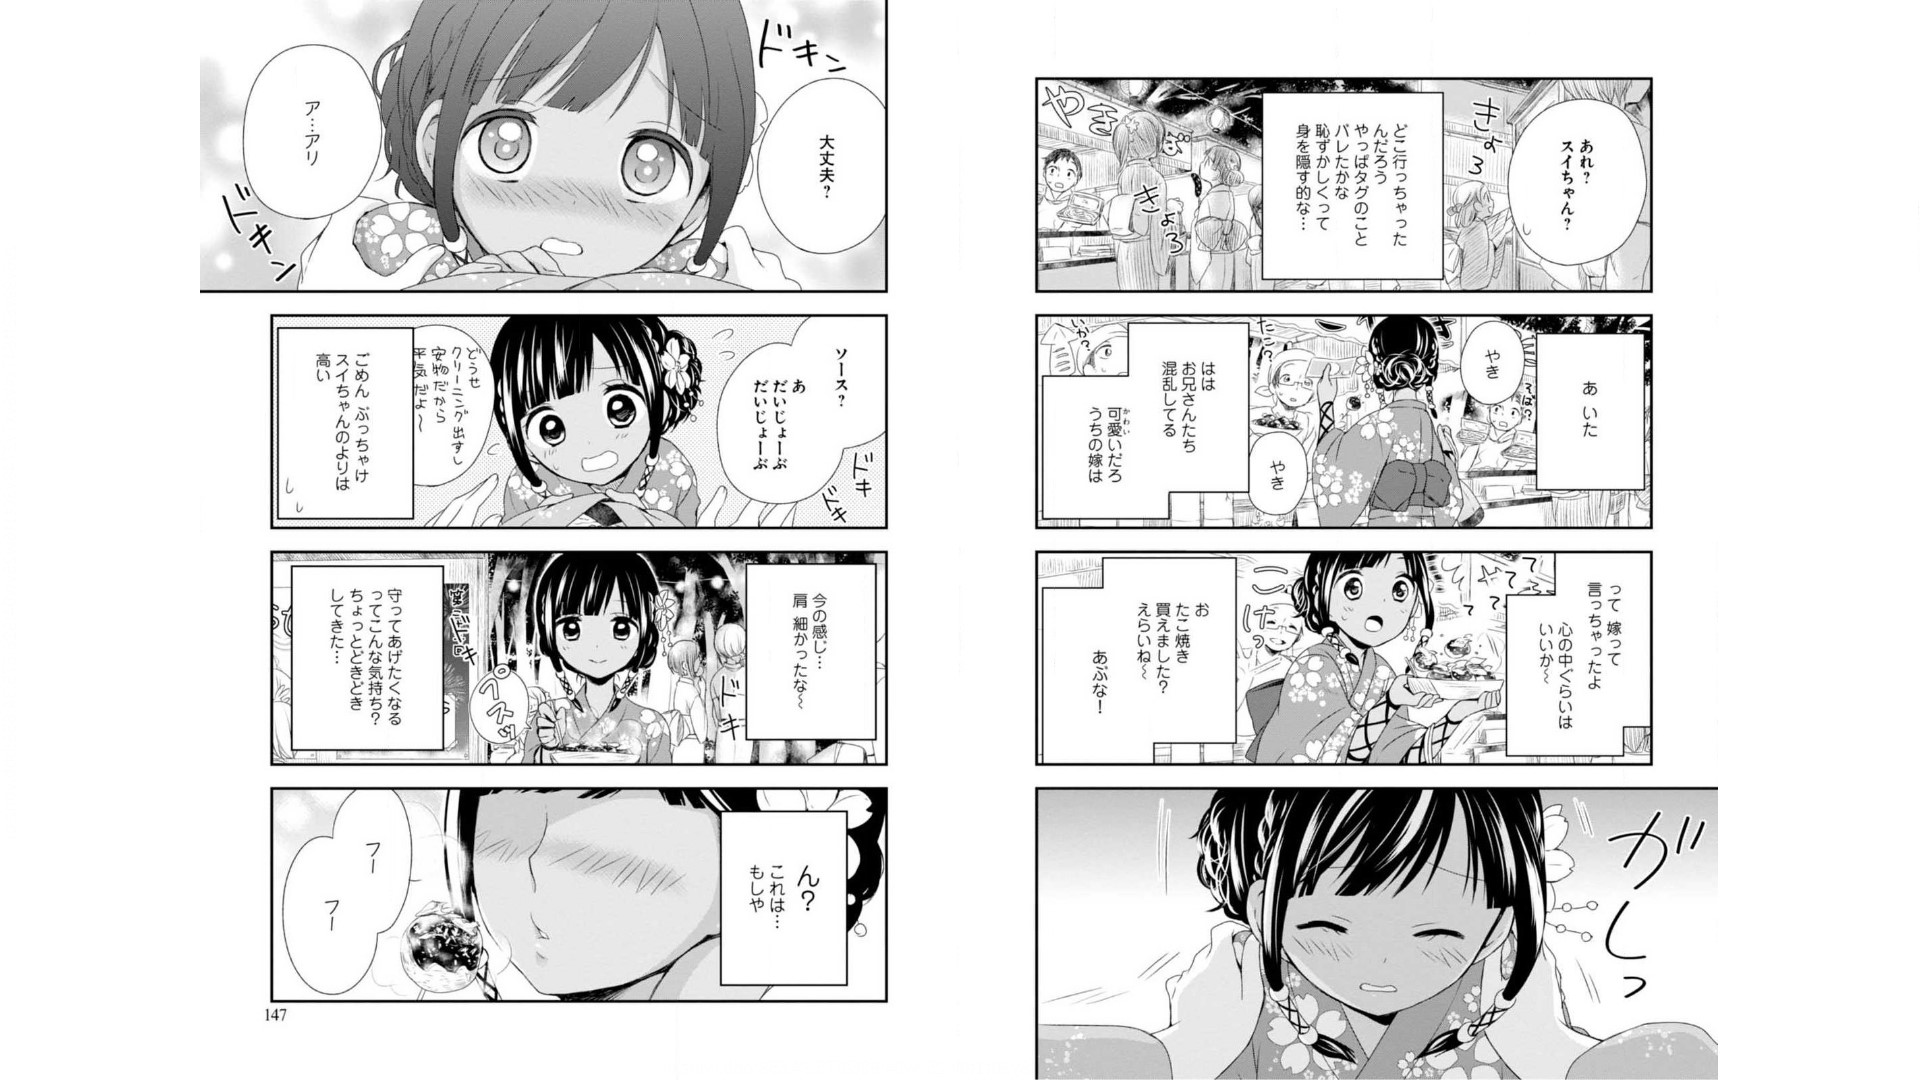 あれ?
スイちゃん?
きょろ
きょろ
やき
どこ行っちゃった
んだろう
やっぱタグのこと
バレたかな
恥ずかしくって
身を隠す的な…
あ いた
やき
やき
そば?
たこ?
いか?
はは
お兄さんたち
混乱してる
可愛いだろ
かわい
うちの嫁は
って 嫁って
言っちゃったよ
心の中ぐらいは
いいか〜
こけっ
お
たこ焼き
買えました?
えらいね〜
あぶな!
がしっ
ドキン
大丈夫?
ア…アリ
ドキン
ソース?
あ
だいじょーぶ
だいじょーぶ
ドキ
ドキ
どうせ
クリーニング出すし
安物だから
平気だよ〜
ごめん ぶっちゃけ
スイちゃんのよりは
高い
今の感じ…
肩 細かったな〜
ドキ
ドキ
プスッ
守ってあげたくなる
ってこんな気持ち?
ちょっとどきどき
してきた…
ん?
これは…
もしや
フー
フー
147